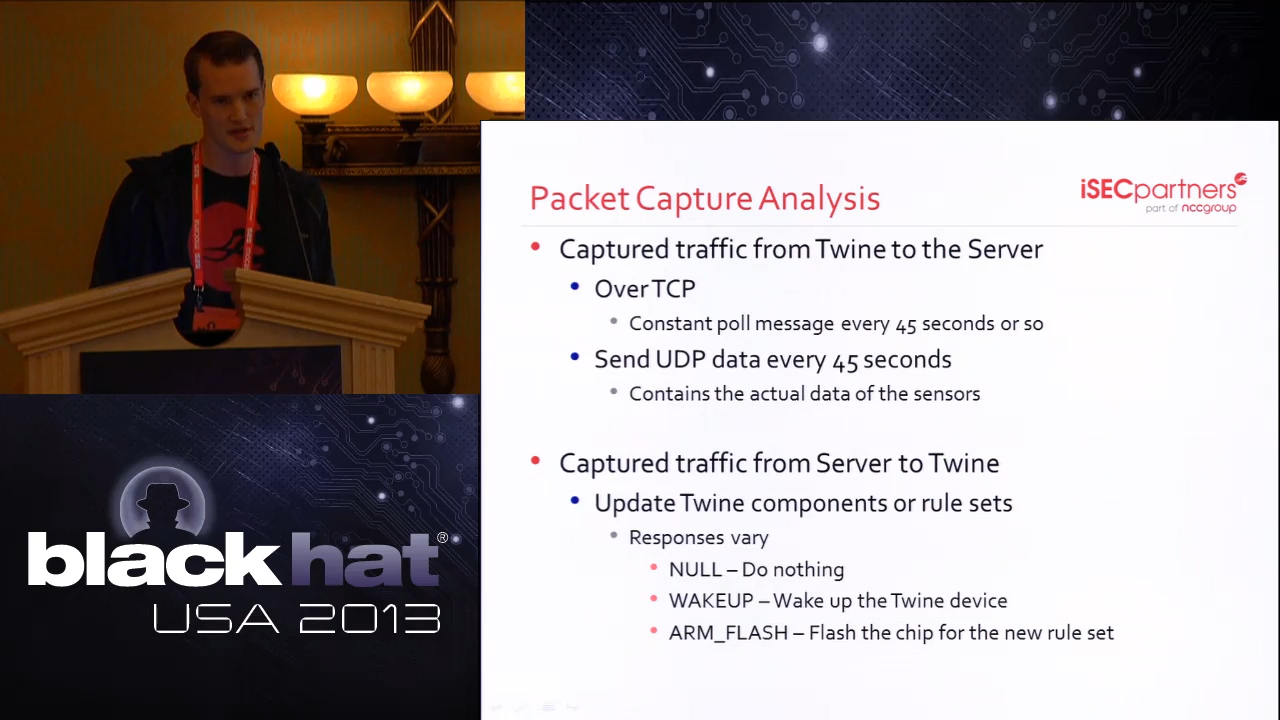 Packet Capture Analysis
iSECpartners
part of nccgroup
Captured traffic from Twine to the Server
Over TCP
Constant poll message every 45 seconds or so
Send UDP data every 45 seconds
Contains the actual data of the sensors
Captured traffic from Server to Twine
Update Twine components or rule sets
Responses vary
NULL – Do nothing
WAKEUP – Wake up the Twine device
ARM_FLASH – Flash the chip for the new rule set
black hat®
USA 2013